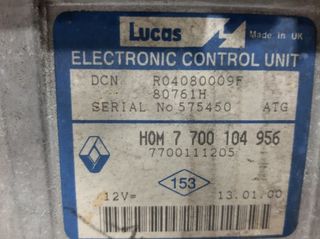 Lucas
Made in UK
ELECTRONIC CONTROL UNIT
DCN R04080009F
80761H
SERIAL No 575450 ATG
HOM 7 700 104 956
7700111205
153
12V= 13.01.00